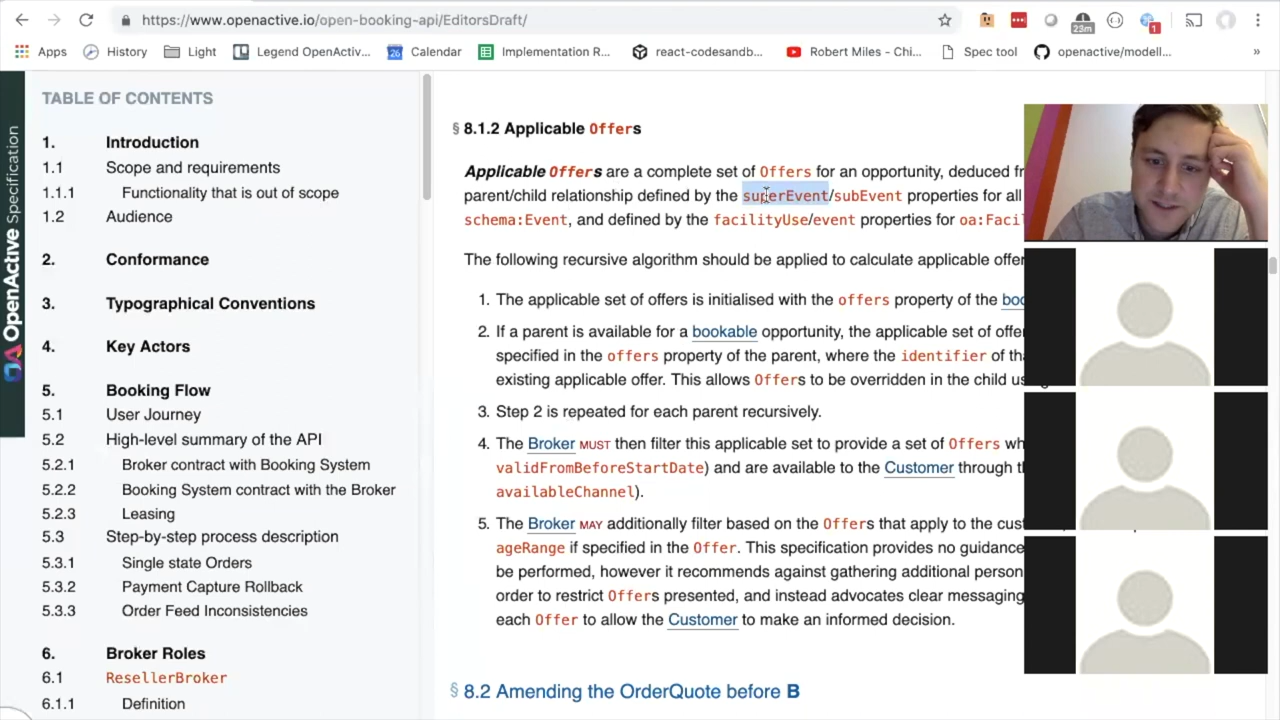 https://www.openactive.io/open-booking-api/EditorsDraft/
23m
1
Apps
History
Light
Legend OpenActiv...
26
Calendar
Implementation R...
react-codesandb...
Robert Miles - Chi...
Spec tool
openactive/modell...
»
OpenActive Specification
TABLE OF CONTENTS
1. Introduction
1.1 Scope and requirements
1.1.1 Functionality that is out of scope
1.2 Audience
2. Conformance
3. Typographical Conventions
4. Key Actors
5. Booking Flow
5.1 User Journey
5.2 High-level summary of the API
5.2.1 Broker contract with Booking System
5.2.2 Booking System contract with the Broker
5.2.3 Leasing
5.3 Step-by-step process description
5.3.1 Single state Orders
5.3.2 Payment Capture Rollback
5.3.3 Order Feed Inconsistencies
6. Broker Roles
6.1 ResellerBroker
6.1.1 Definition
§ 8.1.2 Applicable Offers
Applicable Offers are a complete set of Offers for an opportunity, deduced
parent/child relationship defined by the superEvent/subEvent properties for all
schema:Event, and defined by the facilityUse/event properties for oa:Faci
The following recursive algorithm should be applied to calculate applicable offe
1. The applicable set of offers is initialised with the offers property of the boo
2. If a parent is available for a bookable opportunity, the applicable set of offe
specified in the offers property of the parent, where the identifier of
existing applicable offer. This allows Offers to be overridden in the child
3. Step 2 is repeated for each parent recursively.
4. The Broker MUST then filter this applicable set to provide a set of Offers
validFromBeforeStartDate) and are available to the Customer through
availableChannel).
5. The Broker MAY additionally filter based on the Offers that apply to the
ageRange if specified in the Offer. This specification provides no guidance
be performed, however it recommends against gathering additional person
order to restrict Offers presented, and instead advocates clear messaging
each Offer to allow the Customer to make an informed decision.
§ 8.2 Amending the OrderQuote before B